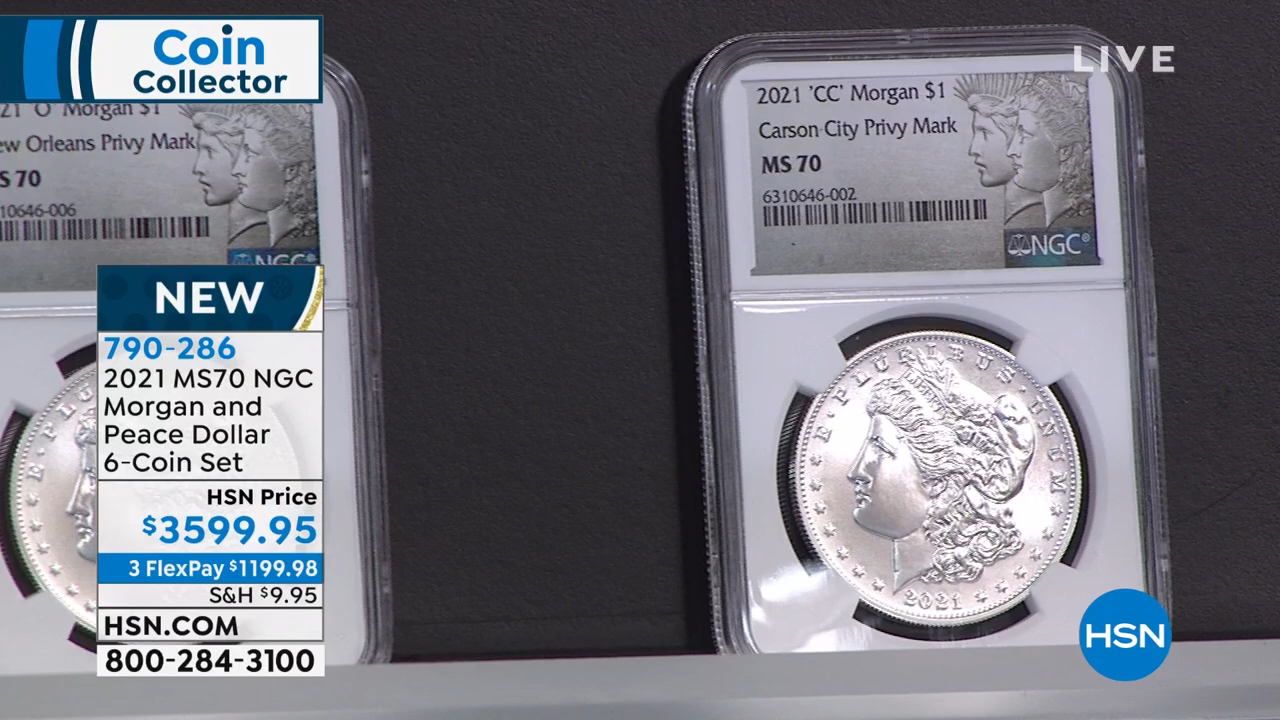 Coin
Collector
LIVE
21 'O' Morgan $1
ew Orleans Privy Mark
S 70
10646-006
NGC®
2021 'CC' Morgan $1
Carson City Privy Mark
MS 70
6310646-002
NGC®
NEW
790-286
2021 MS70 NGC
Morgan and
Peace Dollar
6-Coin Set
HSN Price
$3599.95
3 FlexPay $1199.98
S&H $9.95
HSN.COM
800-284-3100
E·PLURIBUS·UNUM
2021
E·PLU
HSN